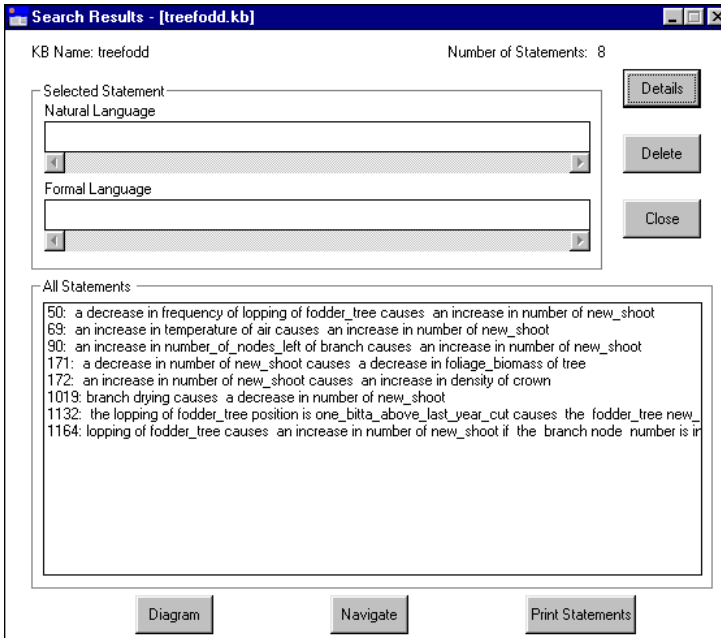 Search Results - [treefodd.kb]
KB Name: treefodd
Number of Statements: 8
Selected Statement
Natural Language
Details
Delete
Formal Language
Close
All Statements
50: a decrease in frequency of lopping of fodder_tree causes an increase in number of new_shoot
69: an increase in temperature of air causes an increase in number of new_shoot
90: an increase in number_of_nodes_left of branch causes an increase in number of new_shoot
171: a decrease in number of new_shoot causes a decrease in foliage_biomass of tree
172: an increase in number of new_shoot causes an increase in density of crown
1019: branch drying causes a decrease in number of new_shoot
1132: the lopping of fodder_tree position is one_bitta_above_last_year_cut causes the fodder_tree new_
1164: lopping of fodder_tree causes an increase in number of new_shoot if the branch node number is in
Diagram
Navigate
Print Statements